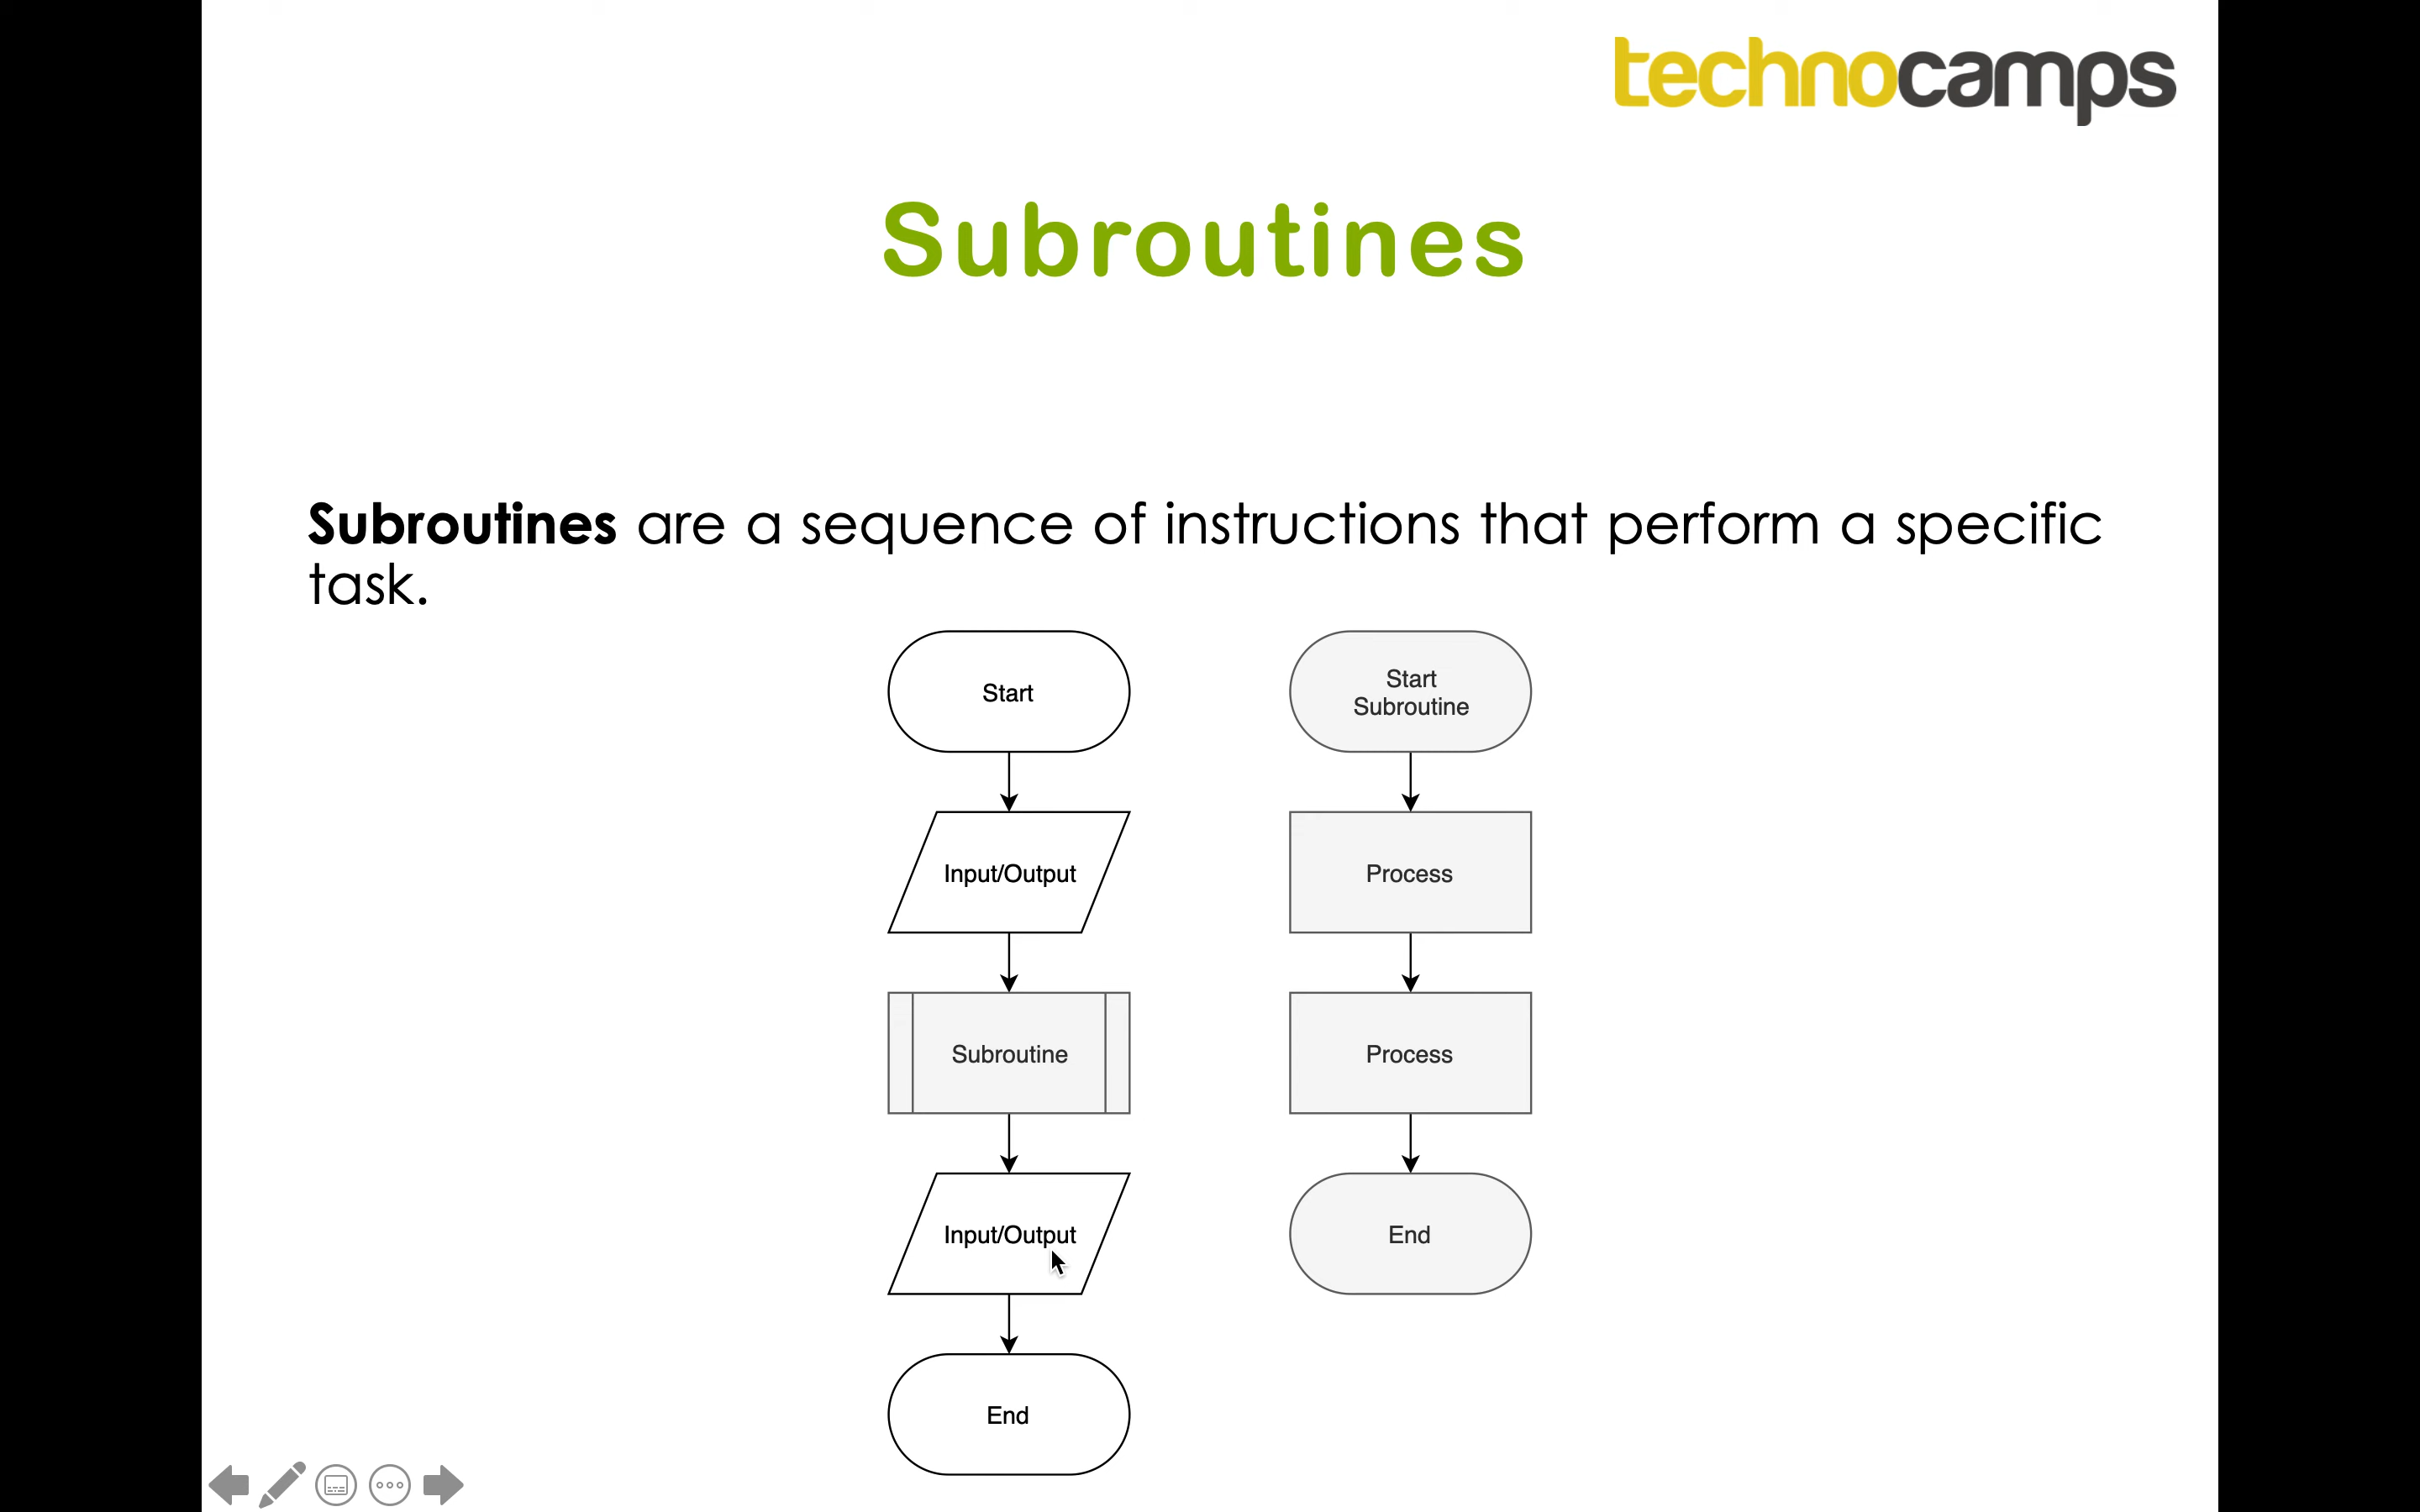 technocamps
Subroutines
Subroutines are a sequence of instructions that perform a specific
task.
Start
Input/Output
Subroutine
Input/Output
End
Start
Subroutine
Process
Process
End